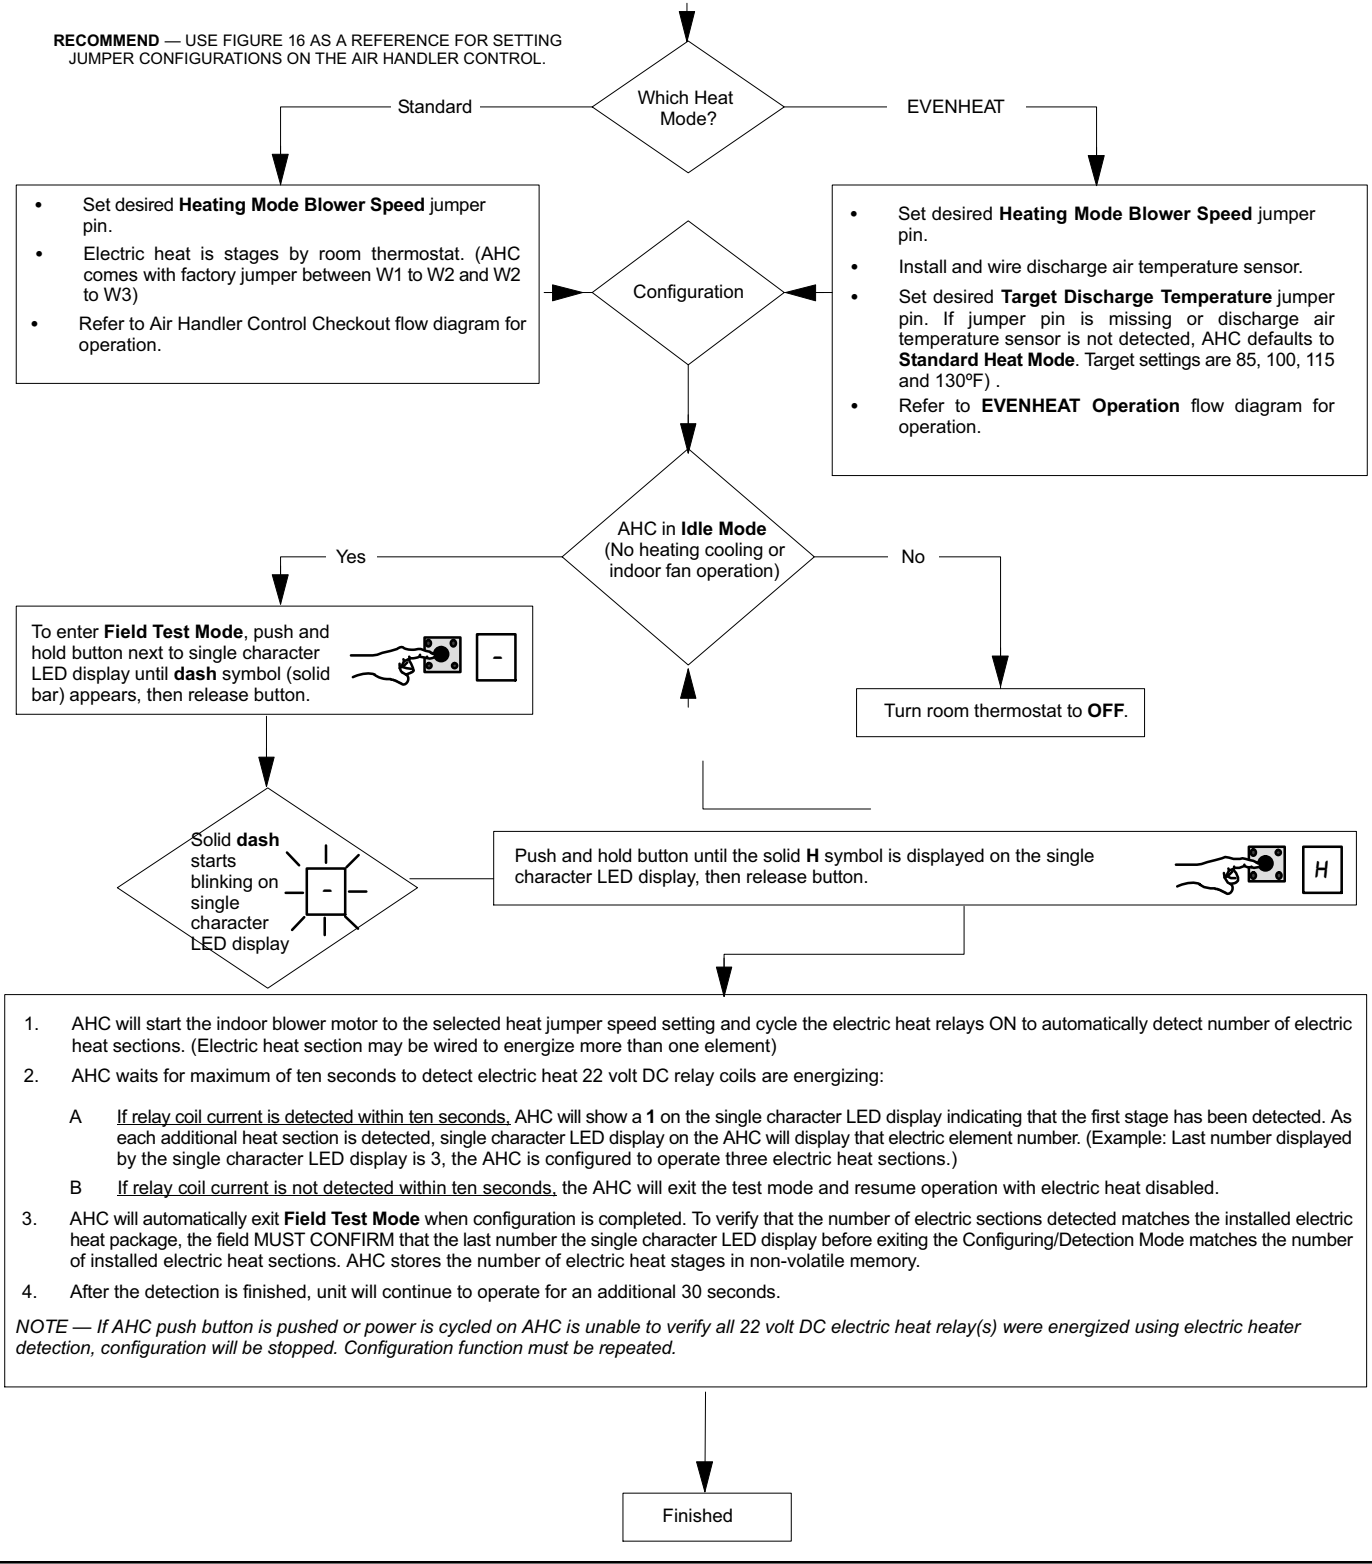 RECOMMEND — USE FIGURE 16 AS A REFERENCE FOR SETTING
JUMPER CONFIGURATIONS ON THE AIR HANDLER CONTROL.
Which Heat
Mode?
Standard
EVENHEAT
• Set desired Heating Mode Blower Speed jumper
pin.
• Electric heat is stages by room thermostat. (AHC
comes with factory jumper between W1 to W2 and W2
to W3)
• Refer to Air Handler Control Checkout flow diagram for
operation.
Configuration
• Set desired Heating Mode Blower Speed jumper
pin.
• Install and wire discharge air temperature sensor.
• Set desired Target Discharge Temperature jumper
pin. If jumper pin is missing or discharge air
temperature sensor is not detected, AHC defaults to
Standard Heat Mode. Target settings are 85, 100, 115
and 130ºF) .
• Refer to EVENHEAT Operation flow diagram for
operation.
AHC in Idle Mode
(No heating cooling or
indoor fan operation)
Yes
No
To enter Field Test Mode, push and
hold button next to single character
LED display until dash symbol (solid
bar) appears, then release button.
-
Turn room thermostat to OFF.
Solid dash
starts
blinking on
single
character
LED display
-
Push and hold button until the solid H symbol is displayed on the single
character LED display, then release button.
H
1. AHC will start the indoor blower motor to the selected heat jumper speed setting and cycle the electric heat relays ON to automatically detect number of electric
heat sections. (Electric heat section may be wired to energize more than one element)
2. AHC waits for maximum of ten seconds to detect electric heat 22 volt DC relay coils are energizing:
A If relay coil current is detected within ten seconds, AHC will show a 1 on the single character LED display indicating that the first stage has been detected. As
each additional heat section is detected, single character LED display on the AHC will display that electric element number. (Example: Last number displayed
by the single character LED display is 3, the AHC is configured to operate three electric heat sections.)
B If relay coil current is not detected within ten seconds, the AHC will exit the test mode and resume operation with electric heat disabled.
3. AHC will automatically exit Field Test Mode when configuration is completed. To verify that the number of electric sections detected matches the installed electric
heat package, the field MUST CONFIRM that the last number the single character LED display before exiting the Configuring/Detection Mode matches the number
of installed electric heat sections. AHC stores the number of electric heat stages in non-volatile memory.
4. After the detection is finished, unit will continue to operate for an additional 30 seconds.
NOTE — If AHC push button is pushed or power is cycled on AHC is unable to verify all 22 volt DC electric heat relay(s) were energized using electric heater
detection, configuration will be stopped. Configuration function must be repeated.
Finished